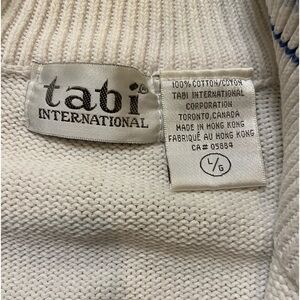 tabi®
INTERNATIONAL
100% COTTON/COTON
TABI INTERNATIONAL
CORPORATION
TORONTO, CANADA
MADE IN HONG KONG
FABRIQUÉ AU HONG KONG
CA# 05884
L/G